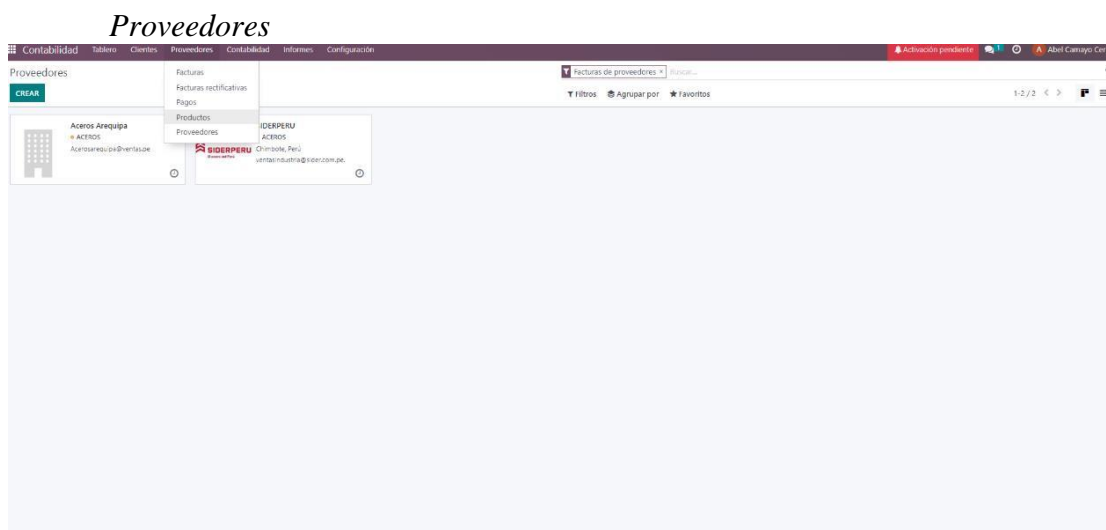 Proveedores
Contabilidad Tablero Clientes Proveedores Contabilidad Informes Configuración Activación pendiente 1 A Abel Camayo Cer
Proveedores
Facturas de proveedores × Buscar...
CREAR
Filtros Agrupar por Favoritos
1-2 / 2
Facturas
Facturas rectificativas
Pagos
Productos
Proveedores
Aceros Arequipa
ACEROS
Acerosarequipa@ventas.pe
SIDERPERU
IDERPERU
ACEROS
Chimbote, Perú
ventasindustria@sider.com.pe.